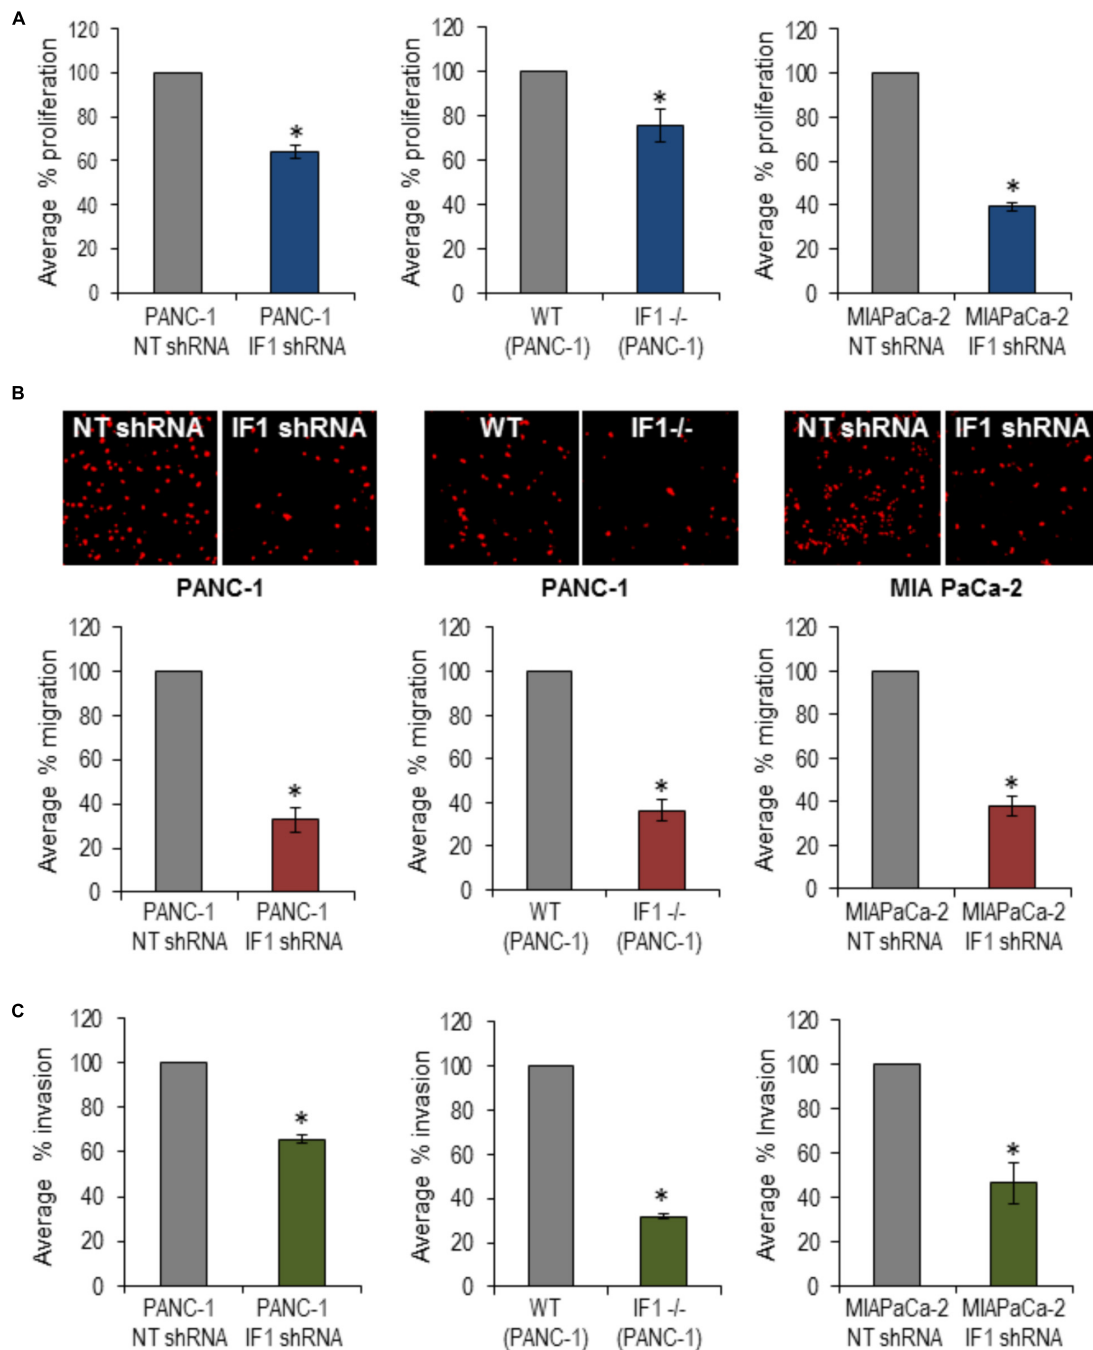 A
Average % proliferation
120
100
80
60
40
20
0
*
PANC-1
NT shRNA
PANC-1
IF1 shRNA
Average % proliferation
120
100
80
60
40
20
0
*
WT
(PANC-1)
IF1 -/-
(PANC-1)
Average % proliferation
120
100
80
60
40
20
0
*
MIAPaCa-2
NT shRNA
MIAPaCa-2
IF1 shRNA
B
NT shRNA
IF1 shRNA
PANC-1
WT
IF1-/-
PANC-1
NT shRNA
IF1 shRNA
MIA PaCa-2
Average % migration
120
100
80
60
40
20
0
*
PANC-1
NT shRNA
PANC-1
IF1 shRNA
Average % migration
120
100
80
60
40
20
0
*
WT
(PANC-1)
IF1 -/-
(PANC-1)
Average % migration
120
100
80
60
40
20
0
*
MIAPaCa-2
NT shRNA
MIAPaCa-2
IF1 shRNA
C
Average % invasion
120
100
80
60
40
20
0
*
PANC-1
NT shRNA
PANC-1
IF1 shRNA
Average % invasion
120
100
80
60
40
20
0
*
WT
(PANC-1)
IF1 -/-
(PANC-1)
Average % Invasion
120
100
80
60
40
20
0
*
MIAPaCa-2
NT shRNA
MIAPaCa-2
IF1 shRNA